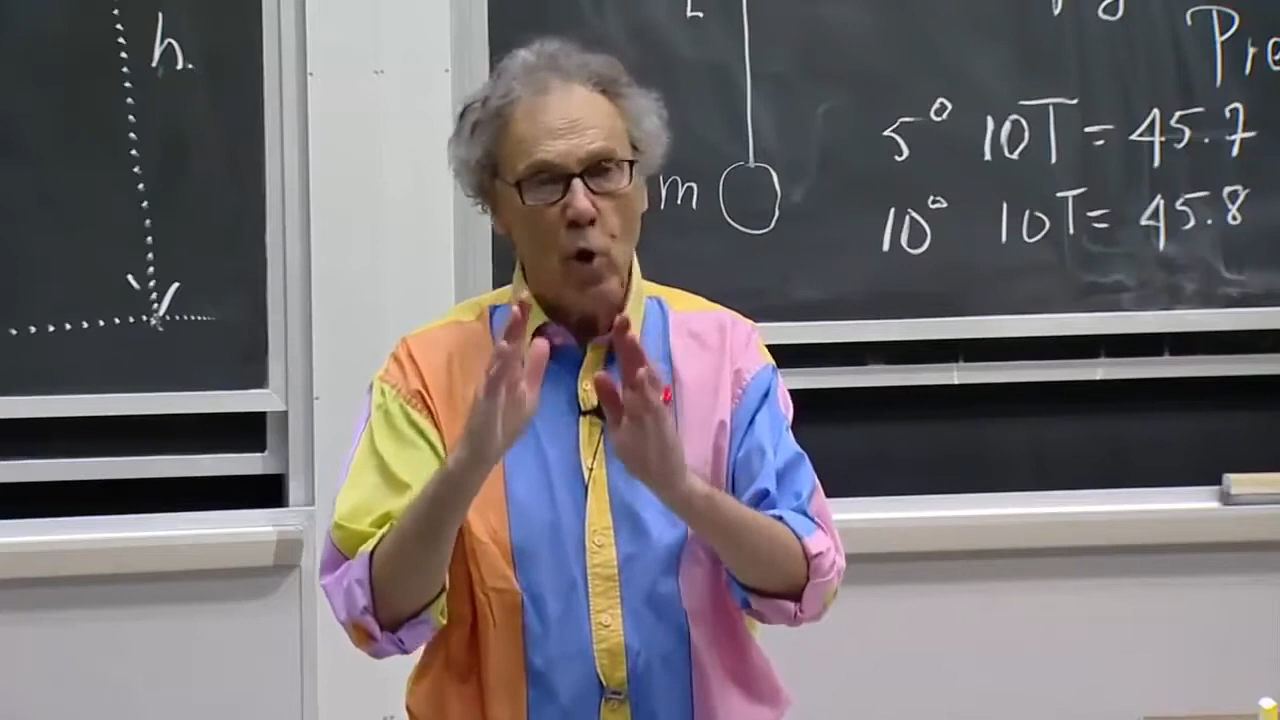 h.
L
Pre
5° 10T = 45.7
m
10° 10T = 45.8